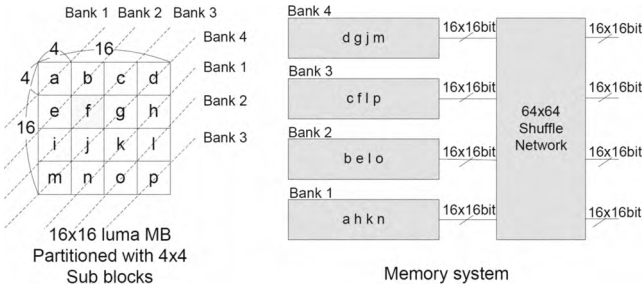 Bank 1 Bank 2 Bank 3
Bank 4
Bank 1
Bank 2
Bank 3
4
16
4
16
a b c d
e f g h
i j k l
m n o p
16x16 luma MB
Partitioned with 4x4
Sub blocks
Bank 4
d g j m
16x16bit
16x16bit
Bank 3
c f l p
16x16bit
16x16bit
64x64
Shuffle
Network
Bank 2
b e l o
16x16bit
16x16bit
Bank 1
a h k n
16x16bit
16x16bit
Memory system